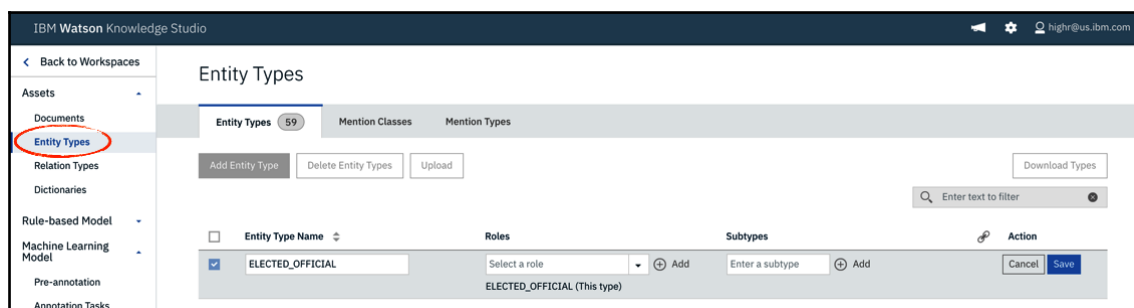 IBM Watson Knowledge Studio
highr@us.ibm.com
Back to Workspaces
Assets
Documents
Entity Types
Relation Types
Dictionaries
Rule-based Model
Machine Learning
Model
Pre-annotation
Annotation Tasks
Entity Types
Entity Types 59 Mention Classes Mention Types
Add Entity Type Delete Entity Types Upload Download Types
Enter text to filter
Entity Type Name Roles Subtypes Action
ELECTED_OFFICIAL Select a role Add Enter a subtype Add Cancel Save
ELECTED_OFFICIAL (This type)